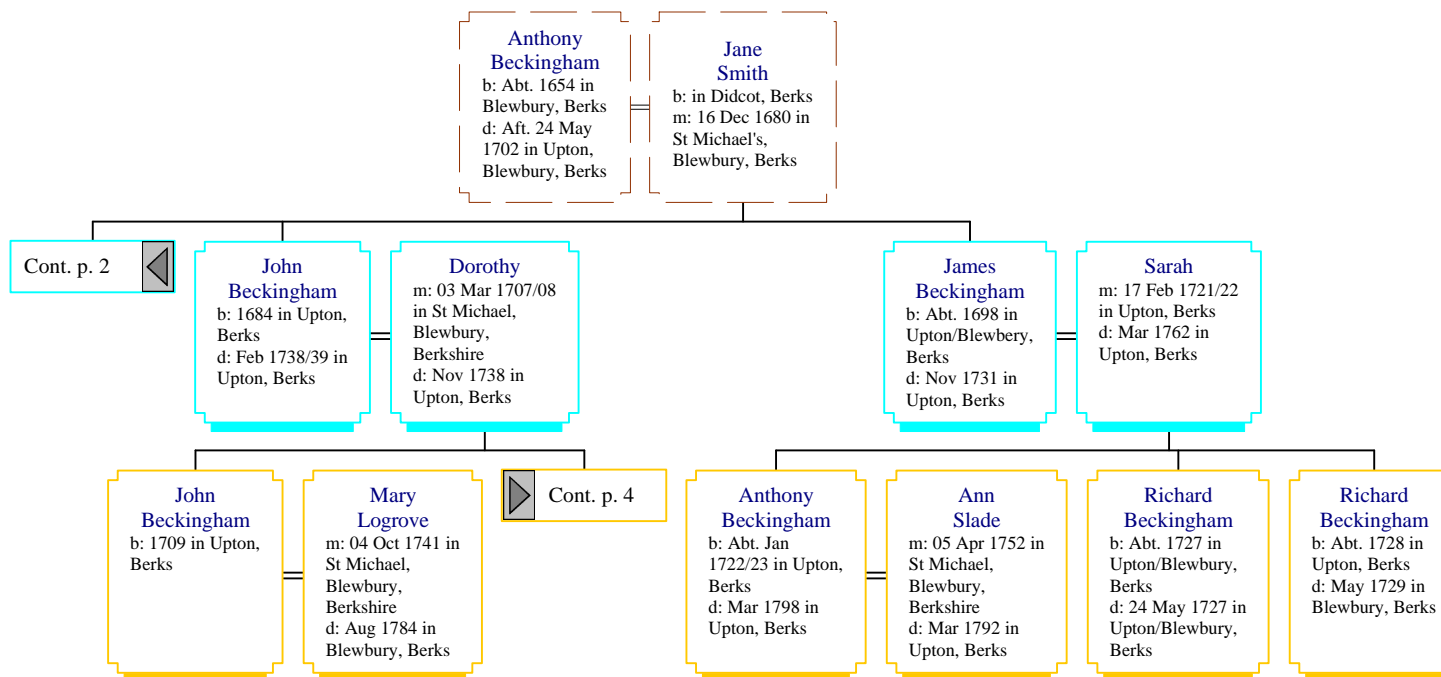 Anthony
Beckingham
b: Abt. 1654 in
Blewbury, Berks
d: Aft. 24 May
1702 in Upton,
Blewbury, Berks
Jane
Smith
b: in Didcot, Berks
m: 16 Dec 1680 in
St Michael's,
Blewbury, Berks
Cont. p. 2
John
Beckingham
b: 1684 in Upton,
Berks
d: Feb 1738/39 in
Upton, Berks
Dorothy
m: 03 Mar 1707/08
in St Michael,
Blewbury,
Berkshire
d: Nov 1738 in
Upton, Berks
James
Beckingham
b: Abt. 1698 in
Upton/Blewbery,
Berks
d: Nov 1731 in
Upton, Berks
Sarah
m: 17 Feb 1721/22
in Upton, Berks
d: Mar 1762 in
Upton, Berks
John
Beckingham
b: 1709 in Upton,
Berks
Mary
Logrove
m: 04 Oct 1741 in
St Michael,
Blewbury,
Berkshire
d: Aug 1784 in
Blewbury, Berks
Cont. p. 4
Anthony
Beckingham
b: Abt. Jan
1722/23 in Upton,
Berks
d: Mar 1798 in
Upton, Berks
Ann
Slade
m: 05 Apr 1752 in
St Michael,
Blewbury,
Berkshire
d: Mar 1792 in
Upton, Berks
Richard
Beckingham
b: Abt. 1727 in
Upton/Blewbury,
Berks
d: 24 May 1727 in
Upton/Blewbury,
Berks
Richard
Beckingham
b: Abt. 1728 in
Upton, Berks
d: May 1729 in
Blewbury, Berks